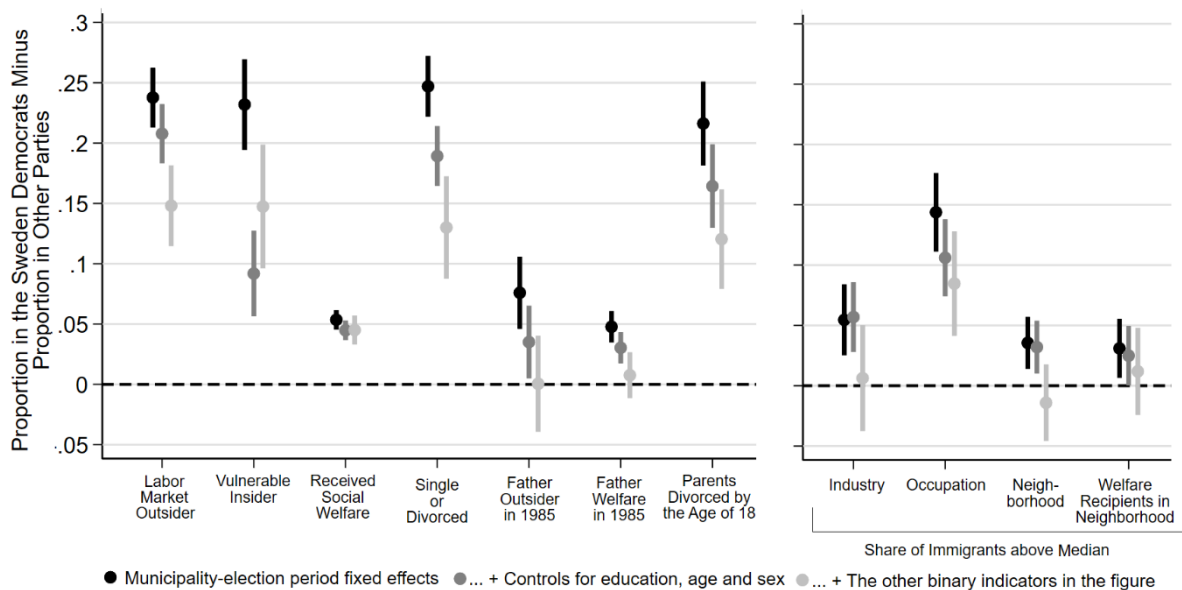 Proportion in the Sweden Democrats Minus
Proportion in Other Parties
.3
.25
.2
.15
.1
.05
0
-.05
Labor
Market
Outsider
Vulnerable
Insider
Received
Social
Welfare
Single
or
Divorced
Father
Outsider
in 1985
Father
Welfare
in 1985
Parents
Divorced by
the Age of 18
Industry
Occupation
Neigh-
borhood
Welfare
Recipients in
Neighborhood
Share of Immigrants above Median
Municipality-election period fixed effects
... + Controls for education, age and sex
... + The other binary indicators in the figure